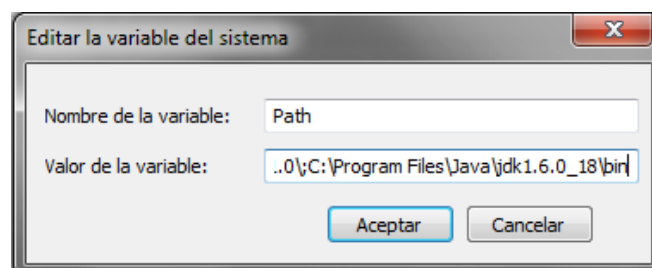 Editar la variable del sistema
Nombre de la variable: Path
Valor de la variable: ..0\;C:\Program Files\Java\jdk1.6.0_18\bin
Aceptar Cancelar